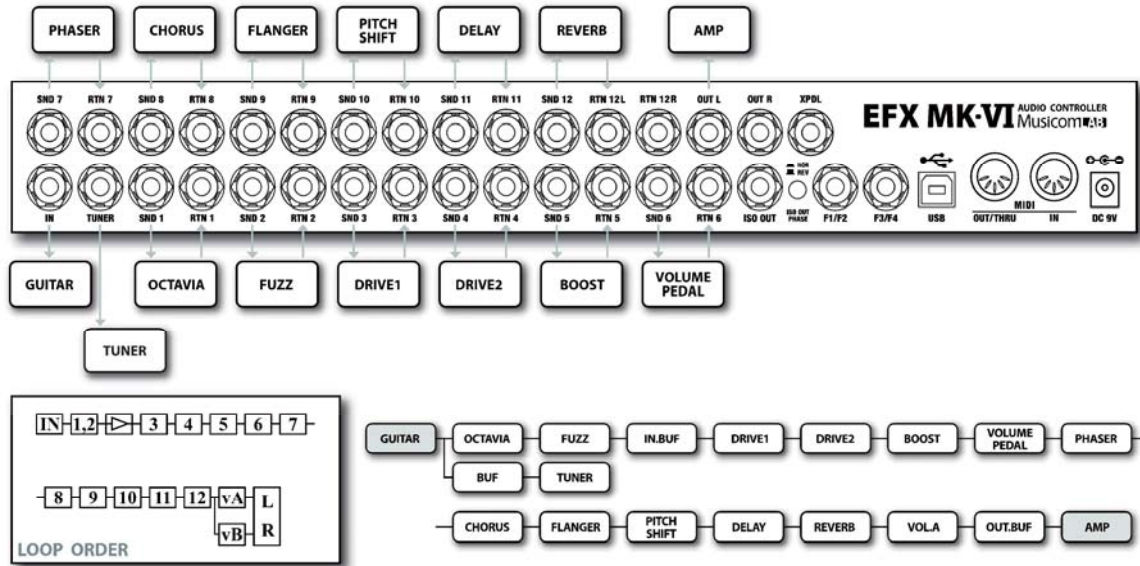 PHASER CHORUS FLANGER PITCH SHIFT DELAY REVERB AMP
SND 7 RTN 7 SND 8 RTN 8 SND 9 RTN 9 SND 10 RTN 10 SND 11 RTN 11 SND 12 RTN 12L RTN 12R OUT L OUT R XPDL
EFX MK-VI AUDIO CONTROLLER MusicomLAB
NOR
REV
IN TUNER SND 1 RTN 1 SND 2 RTN 2 SND 3 RTN 3 SND 4 RTN 4 SND 5 RTN 5 SND 6 RTN 6 ISO OUT ISO OUT PHASE F1/F2 F3/F4 USB OUT/THRU MIDI IN DC 9V
GUITAR OCTAVIA FUZZ DRIVE1 DRIVE2 BOOST VOLUME PEDAL
TUNER
IN 1,2 3 4 5 6 7
8 9 10 11 12 vA L
vB R
LOOP ORDER
GUITAR OCTAVIA FUZZ IN.BUF DRIVE1 DRIVE2 BOOST VOLUME PEDAL PHASER
BUF TUNER
CHORUS FLANGER PITCH SHIFT DELAY REVERB VOL.A OUT.BUF AMP